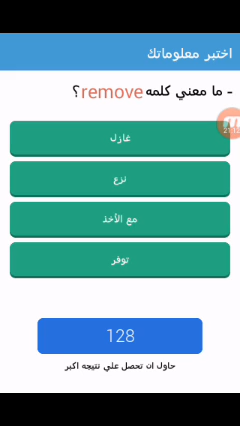 اختبر معلوماتك
- ما معني كلمه remove ؟
غازل
نزع
مع الأخذ
توفر
128
حاول ان تحصل علي نتيجه اكبر